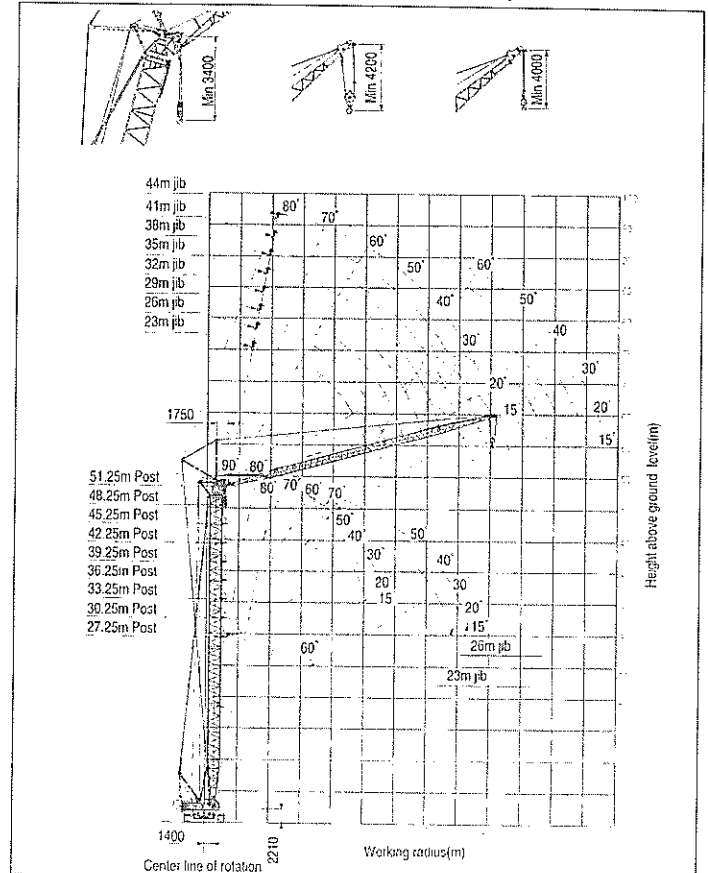 Min 3400
Min 4200
Min 4000
44m jib
41m jib
38m jib
35m jib
32m jib
29m jib
26m jib
23m jib
80°
70°
60°
50°
60°
40°
50°
30°
40
30°
20°
15
20°
15°
1750
90°
80
80°
70°
60°
70°
50°
40°
50°
30°
40°
20
30
15
20°
15°
60°
26m jib
23m jib
51.25m Post
48.25m Post
45.25m Post
42.25m Post
39.25m Post
36.25m Post
33.25m Post
30.25m Post
27.25m Post
Height above ground level(m)
1400
2210
Center line of rotation
Working radius(m)